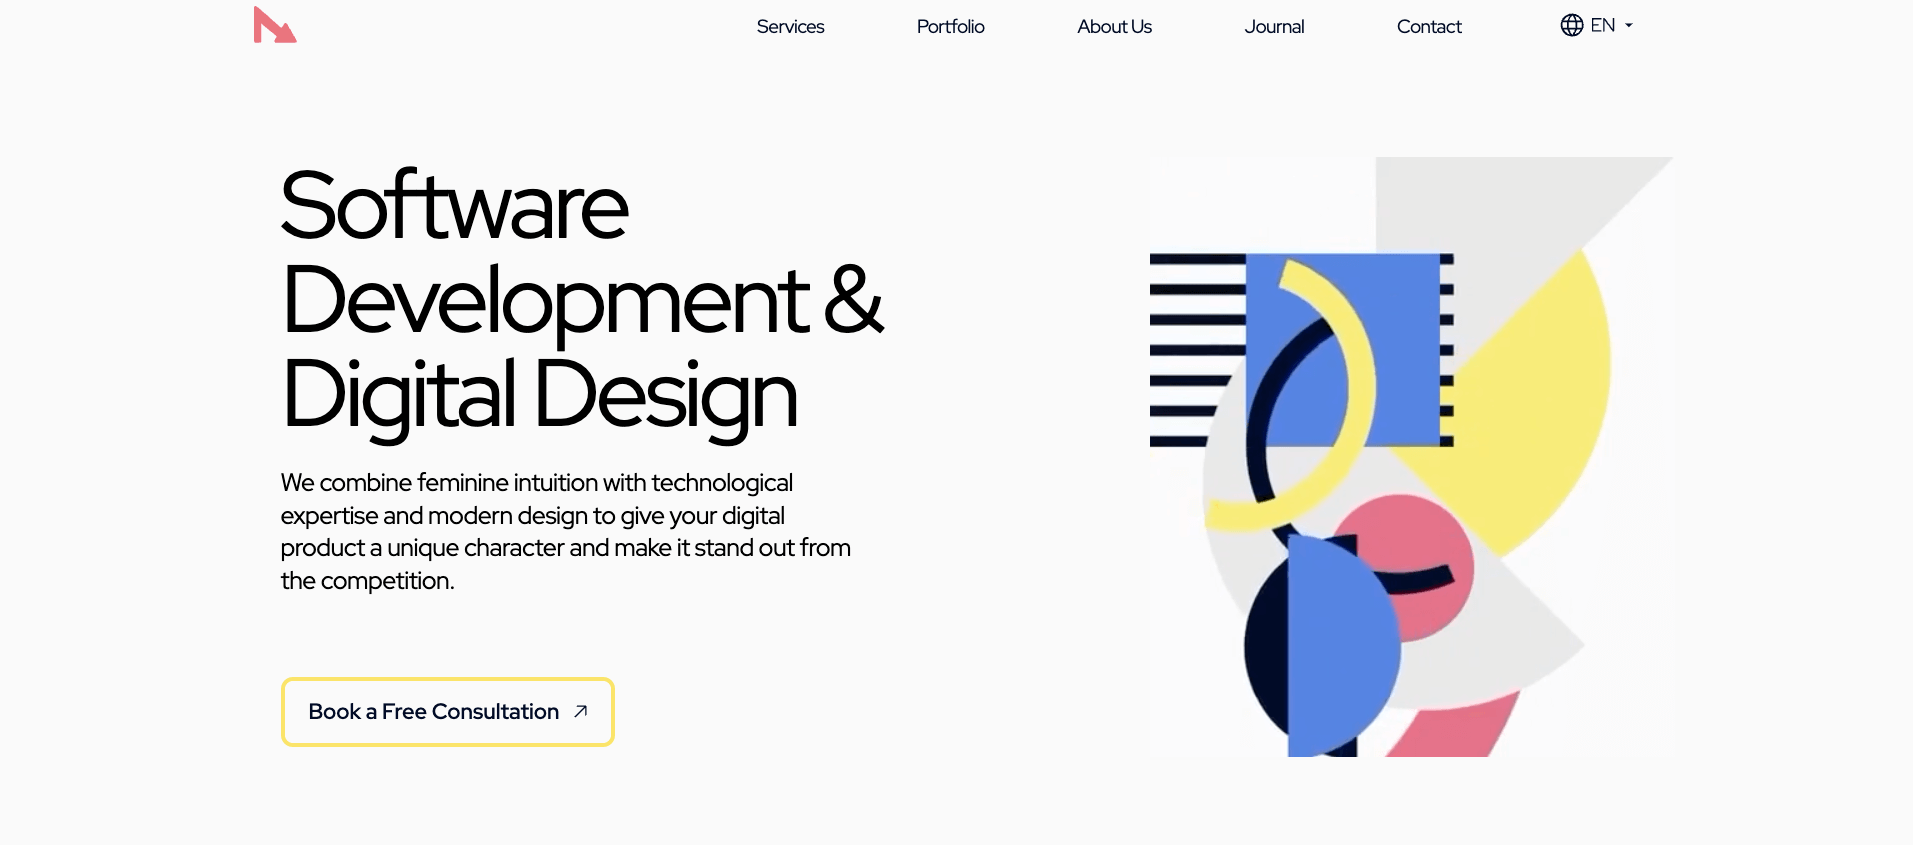 Services
Portfolio
About Us
Journal
Contact
EN
Software
Development &
Digital Design
We combine feminine intuition with technological
expertise and modern design to give your digital
product a unique character and make it stand out from
the competition.
Book a Free Consultation